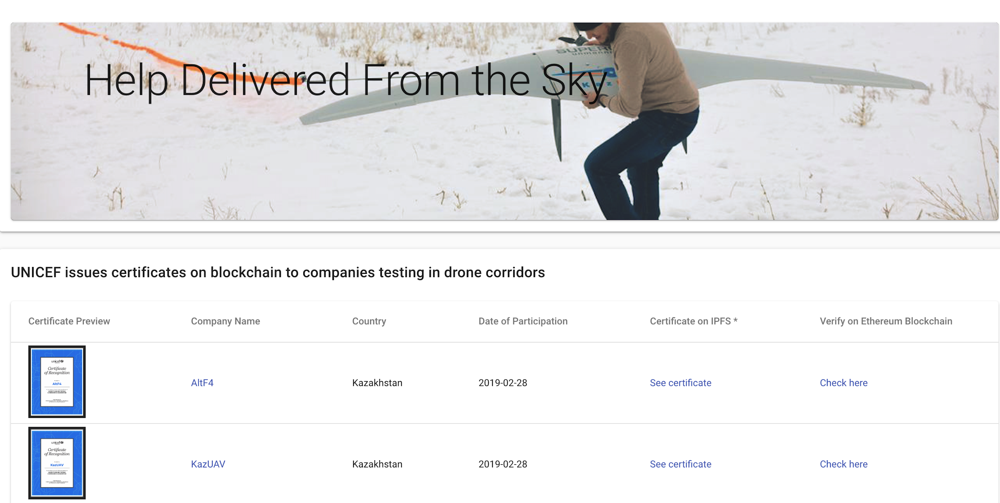 Help Delivered From the Sky
UNICEF issues certificates on blockchain to companies testing in drone corridors
Certificate Preview Company Name Country Date of Participation Certificate on IPFS * Verify on Ethereum Blockchain
unicef
Certificate
of Recognition
AltF4
AltF4 Kazakhstan 2019-02-28 See certificate Check here
unicef
Certificate
of Recognition
KazUAV
KazUAV Kazakhstan 2019-02-28 See certificate Check here